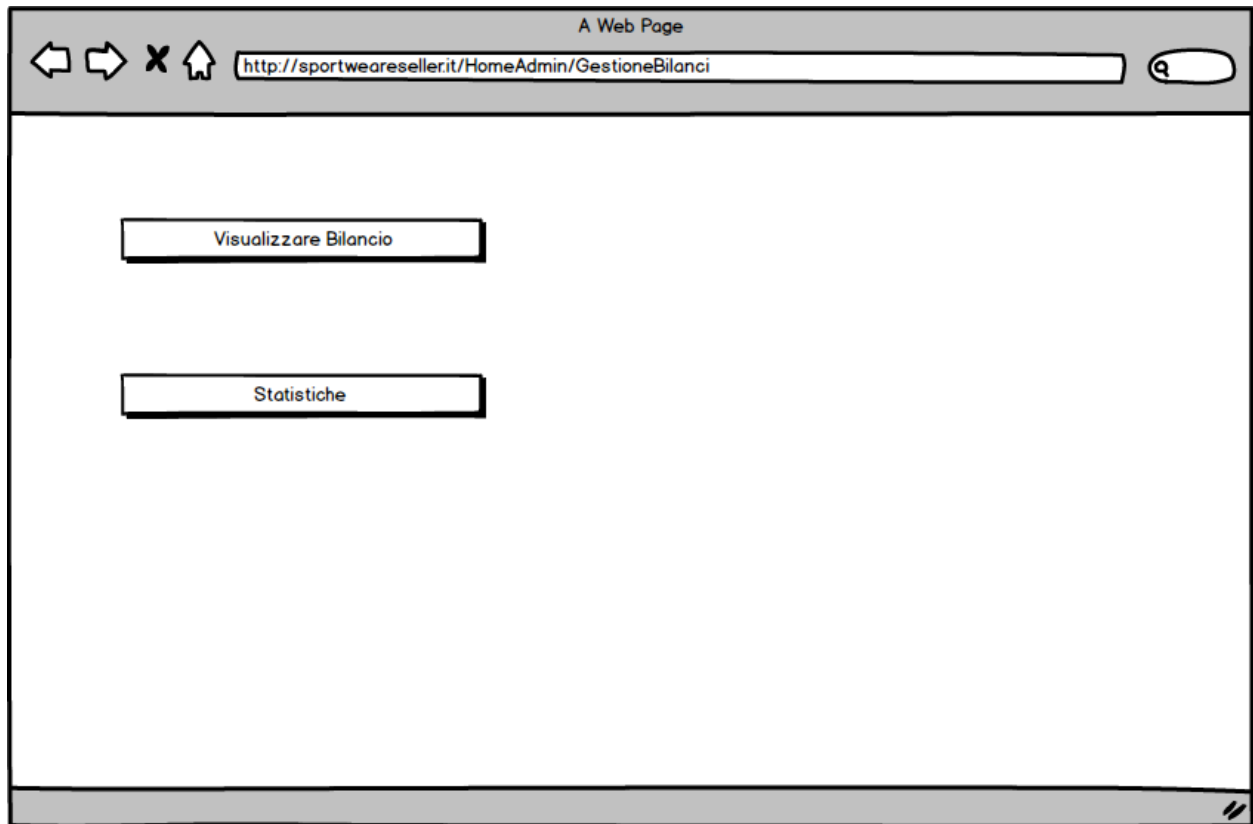 A Web Page
http://sportweareseller.it/HomeAdmin/GestioneBilanci
Visualizzare Bilancio
Statistiche